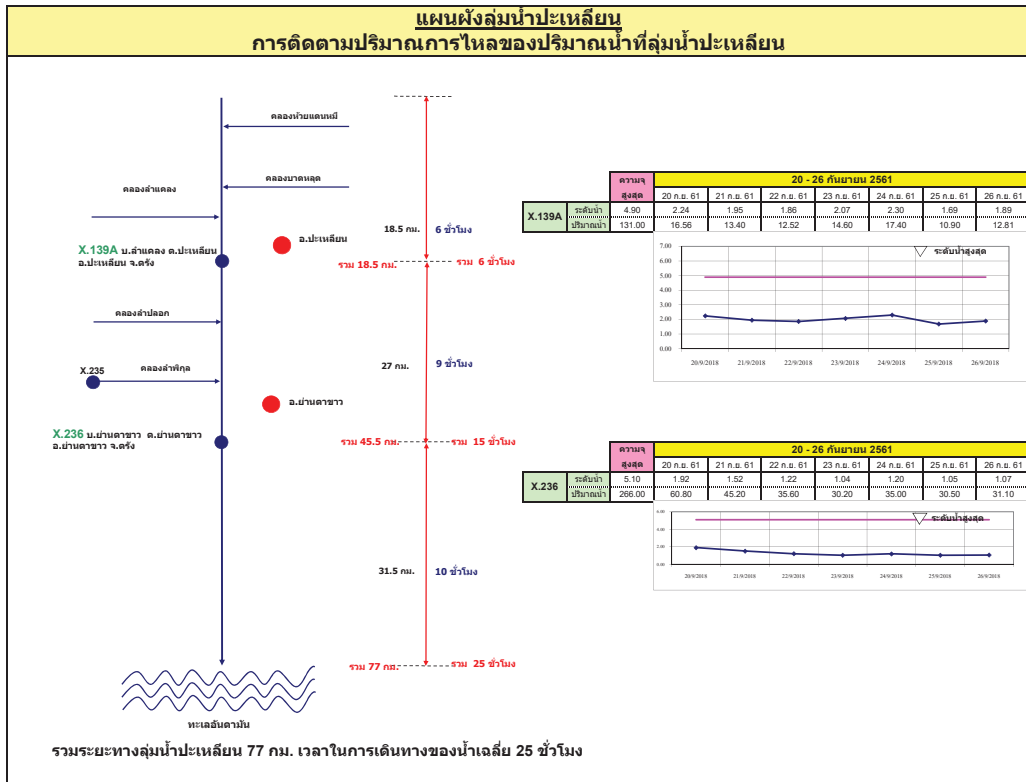 แผนผังลุ่มน้ำปะเหลียน
การติดตามปริมาณการไหลของปริมาณน้ำที่ลุ่มน้ำปะเหลียน
คลองห้วยแดนหมี
คลองบาดหลุด
คลองลำแคลง
18.5 กม. 6 ชั่วโมง
อ.ปะเหลียน
X.139A บ.ลำแคลง ต.ปะเหลียน
อ.ปะเหลียน จ.ตรัง
รวม 18.5 กม. รวม 6 ชั่วโมง
คลองลำปลอก
X.235 คลองลำพิกุล
27 กม. 9 ชั่วโมง
อ.ย่านตาขาว
X.236 บ.ย่านตาขาว ต.ย่านตาขาว
อ.ย่านตาขาว จ.ตรัง
รวม 45.5 กม. รวม 15 ชั่วโมง
31.5 กม. 10 ชั่วโมง
รวม 77 กม. รวม 25 ชั่วโมง
ทะเลอันดามัน
รวมระยะทางลุ่มน้ำปะเหลียน 77 กม. เวลาในการเดินทางของน้ำเฉลี่ย 25 ชั่วโมง
ความจุ 20 - 26 กันยายน 2561
สูงสุด 20 ก.ย. 61 21 ก.ย. 61 22 ก.ย. 61 23 ก.ย. 61 24 ก.ย. 61 25 ก.ย. 61 26 ก.ย. 61
X.139A
ระดับน้ำ 4.90 2.24 1.95 1.86 2.07 2.30 1.69 1.89
ปริมาณน้ำ 131.00 16.56 13.40 12.52 14.60 17.40 10.90 12.81
ระดับน้ำสูงสุด
7.00
6.00
5.00
4.00
3.00
2.00
1.00
0.00
20/9/2018 21/9/2018 22/9/2018 23/9/2018 24/9/2018 25/9/2018 26/9/2018
ความจุ 20 - 26 กันยายน 2561
สูงสุด 20 ก.ย. 61 21 ก.ย. 61 22 ก.ย. 61 23 ก.ย. 61 24 ก.ย. 61 25 ก.ย. 61 26 ก.ย. 61
X.236
ระดับน้ำ 5.10 1.92 1.52 1.22 1.04 1.20 1.05 1.07
ปริมาณน้ำ 266.00 60.80 45.20 35.60 30.20 35.00 30.50 31.10
ระดับน้ำสูงสุด
6.00
4.00
2.00
0.00
20/9/2018 21/9/2018 22/9/2018 23/9/2018 24/9/2018 25/9/2018 26/9/2018